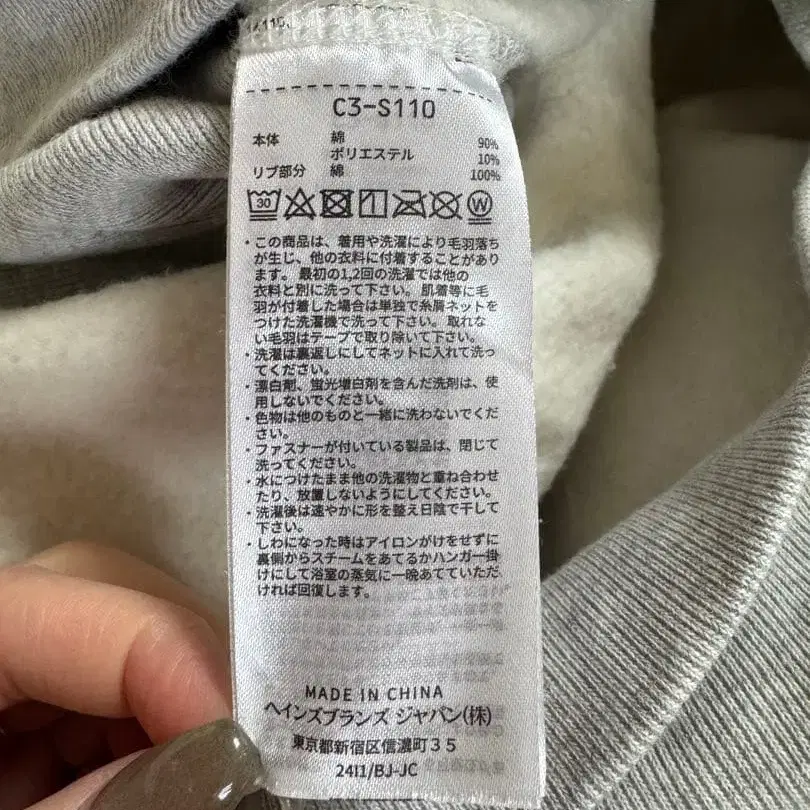 C3-S110
本体 綿 90%
ポリエステル 10%
リブ部分 綿 100%
30 W
・この商品は、着用や洗濯により毛羽落ち
が生じ、他の衣料に付着することがあり
ます。最初の1,2回の洗濯では他の
衣料と別に洗って下さい。肌着等に毛
羽が付着した場合は単独で糸屑ネットを
つけた洗濯機で洗って下さい。取れな
い毛羽はテープで取り除いて下さい。
・洗濯は裏返しにしてネットに入れて洗っ
てください。
・漂白剤、蛍光増白剤を含んだ洗剤は、使
用しないでください。
・色物は他のものと一緒に洗わないでくだ
さい。
・ファスナーが付いている製品は、閉じて
洗ってください。
・水につけたまま他の洗濯物と重ね合わせ
たり、放置しないようにしてください。
・洗濯後は速やかに形を整え日陰で干して
下さい。
・しわになった時はアイロンがけをせずに
裏側からスチームをあてるかハンガー掛
けにして浴室の蒸気に一晩あてていただ
ければ回復します。
MADE IN CHINA
ヘインズブランズ ジャパン(株)
東京都新宿区信濃町35
24I1/BJ-JC